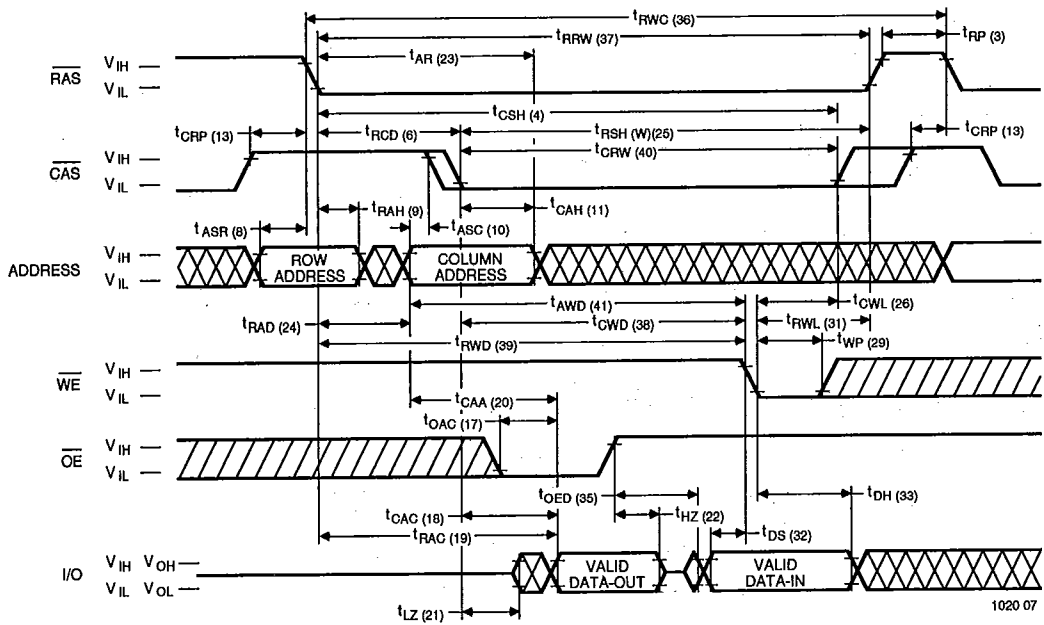 tRWC (36)
tRRW (37)
tRP (3)
tAR (23)
RAS
VIH
VIL
tCSH (4)
tCRP (13)
tRCD (6)
tRSH (W)(25)
tCRP (13)
tCRW (40)
CAS
VIH
VIL
tRAH (9)
tCAH (11)
tASR (8)
tASC (10)
ADDRESS
VIH
VIL
ROW
ADDRESS
COLUMN
ADDRESS
tAWD (41)
tCWL (26)
tRAD (24)
tCWD (38)
tRWL (31)
tRWD (39)
tWP (29)
WE
VIH
VIL
tCAA (20)
tOAC (17)
OE
VIH
VIL
tOED (35)
tDH (33)
tCAC (18)
tHZ (22)
tRAC (19)
tDS (32)
I/O
VIH VOH
VIL VOL
VALID
DATA-OUT
VALID
DATA-IN
tLZ (21)
1020 07